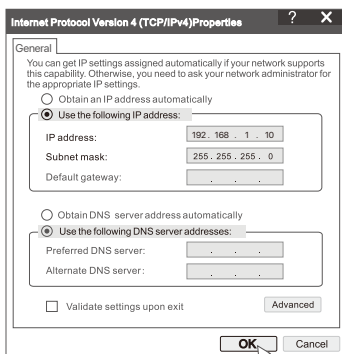 Internet Protocol Version 4 (TCP/IPv4)Properties ? X
General
You can get IP settings assigned automatically if your network supports
this capability. Otherwise, you need to ask your network administrator for
the appropriate IP settings.
Obtain an IP address automatically
Use the following IP address:
IP address: 192 . 168 . 1 . 10
Subnet mask: 255 . 255 . 255 . 0
Default gateway: . . .
Obtain DNS server address automatically
Use the following DNS server addresses:
Preferred DNS server: . . .
Alternate DNS server: . . .
Validate settings upon exit Advanced
OK Cancel